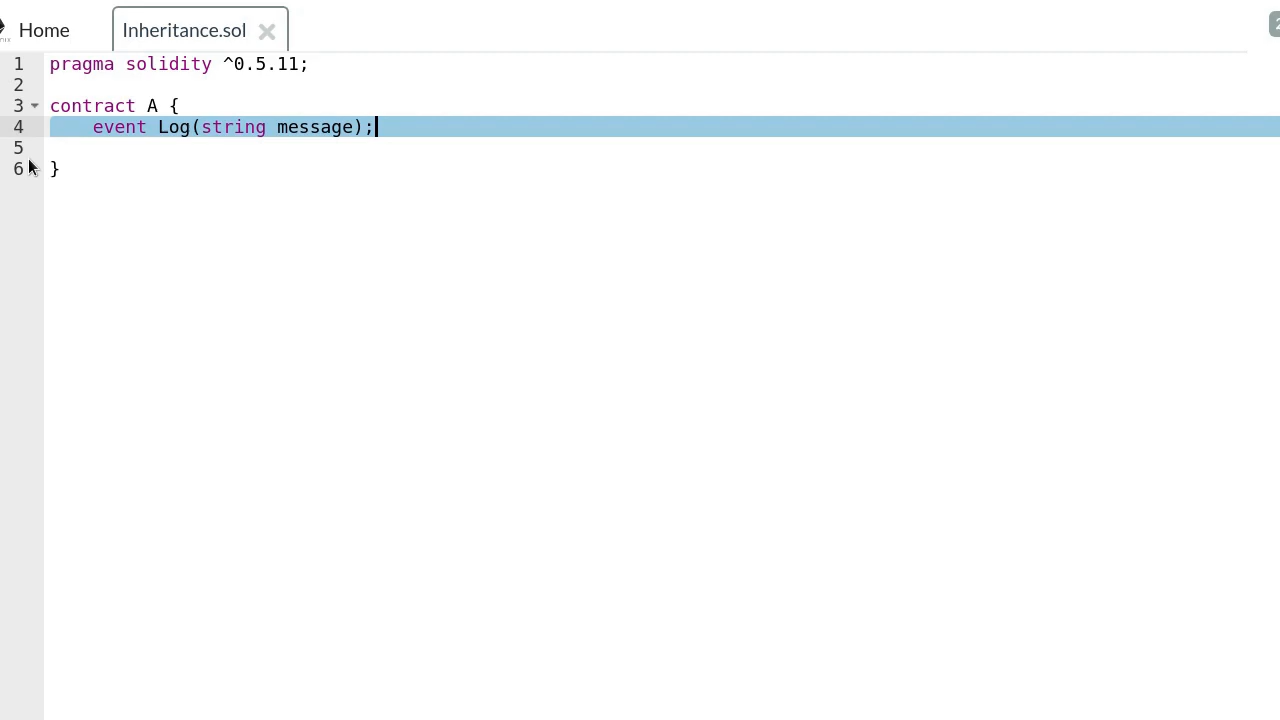 Home
Inheritance.sol
1 pragma solidity ^0.5.11;
2
3 contract A {
4     event Log(string message);
5
6 }